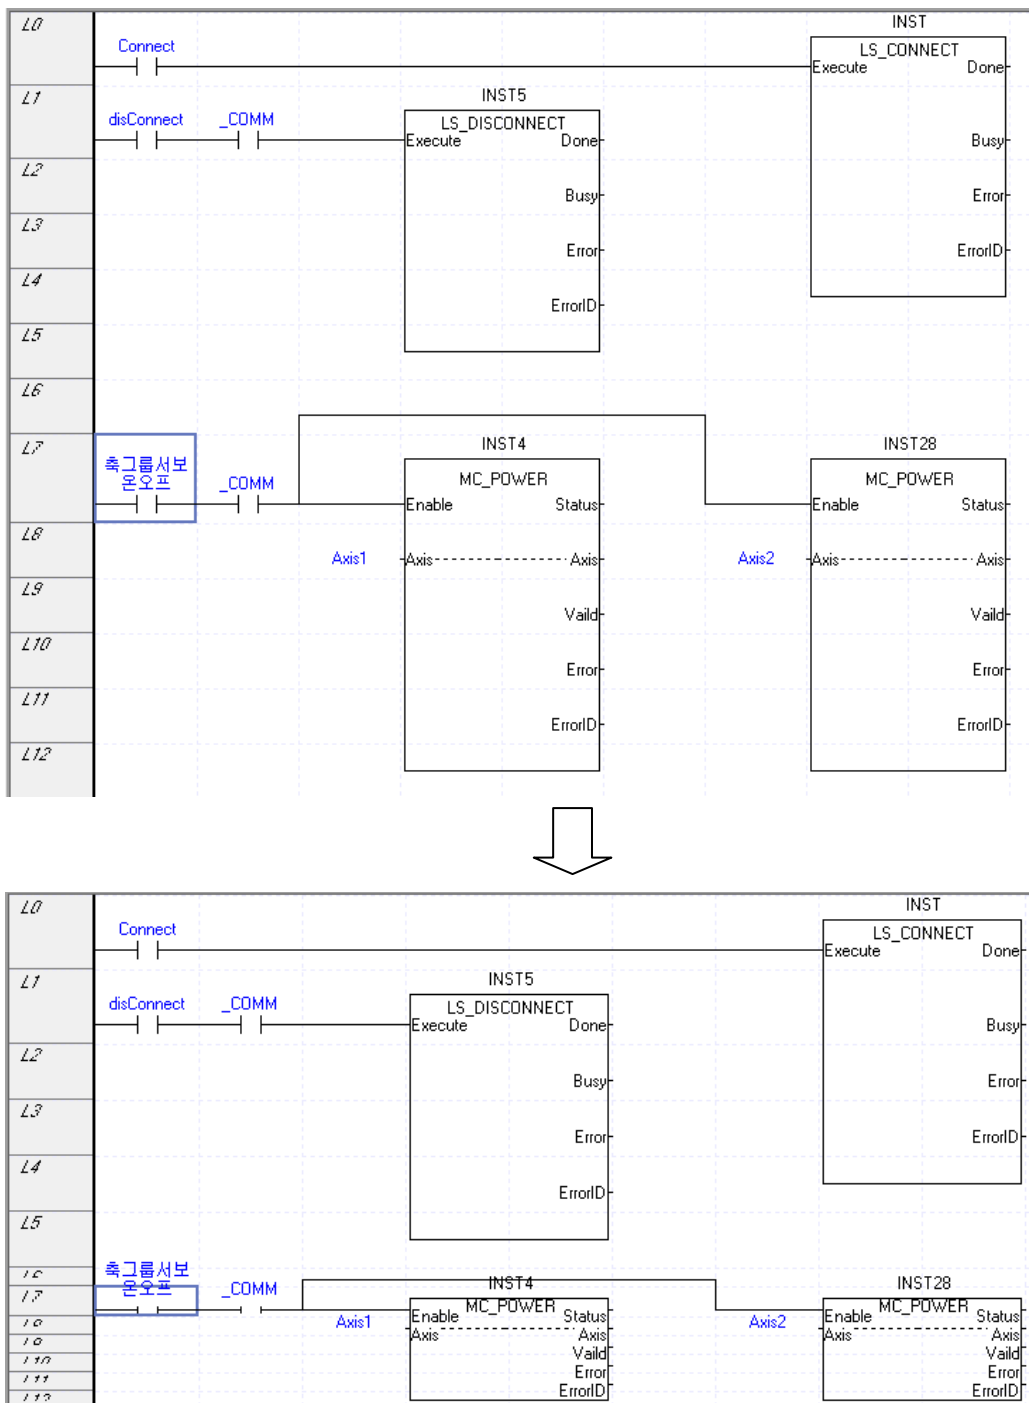 L0
INST
Connect
LS_CONNECT
Execute Done
L1
INST5
disConnect _COMM
LS_DISCONNECT
Execute Done
Busy
L2
Busy
Error
L3
Error
ErrorID
L4
ErrorID
L5
L6
L7
INST4 INST28
축그룹서보
온오프
_COMM
MC_POWER MC_POWER
Enable Status Enable Status
L8
Axis1 Axis Axis Axis2 Axis Axis
L9
Vaild Vaild
L10
Error Error
L11
ErrorID ErrorID
L12
L0
INST
Connect
LS_CONNECT
Execute Done
L1
INST5
disConnect _COMM
LS_DISCONNECT
Execute Done
Busy
L2
Busy
Error
L3
Error
ErrorID
L4
ErrorID
L5
축그룹서보
온오프
_COMM
INST4 INST28
L7
MC_POWER MC_POWER
Enable Status Enable Status
Axis1 Axis Axis Axis2 Axis Axis
Vaild Vaild
L10
Error Error
L11
ErrorID ErrorID